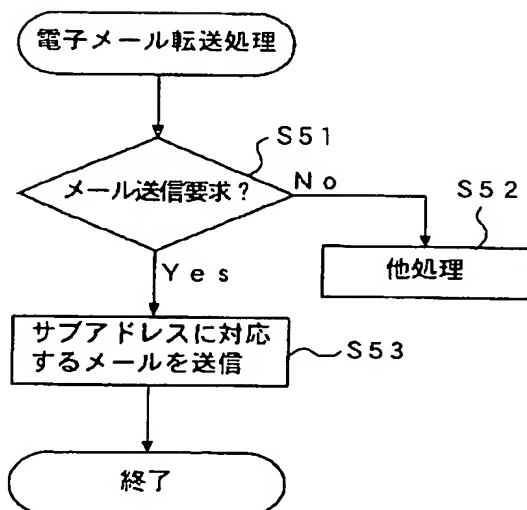 電子メール転送処理
S51
メール送信要求?
No
S52
他処理
Yes
サブアドレスに対応
するメールを送信
S53
終了